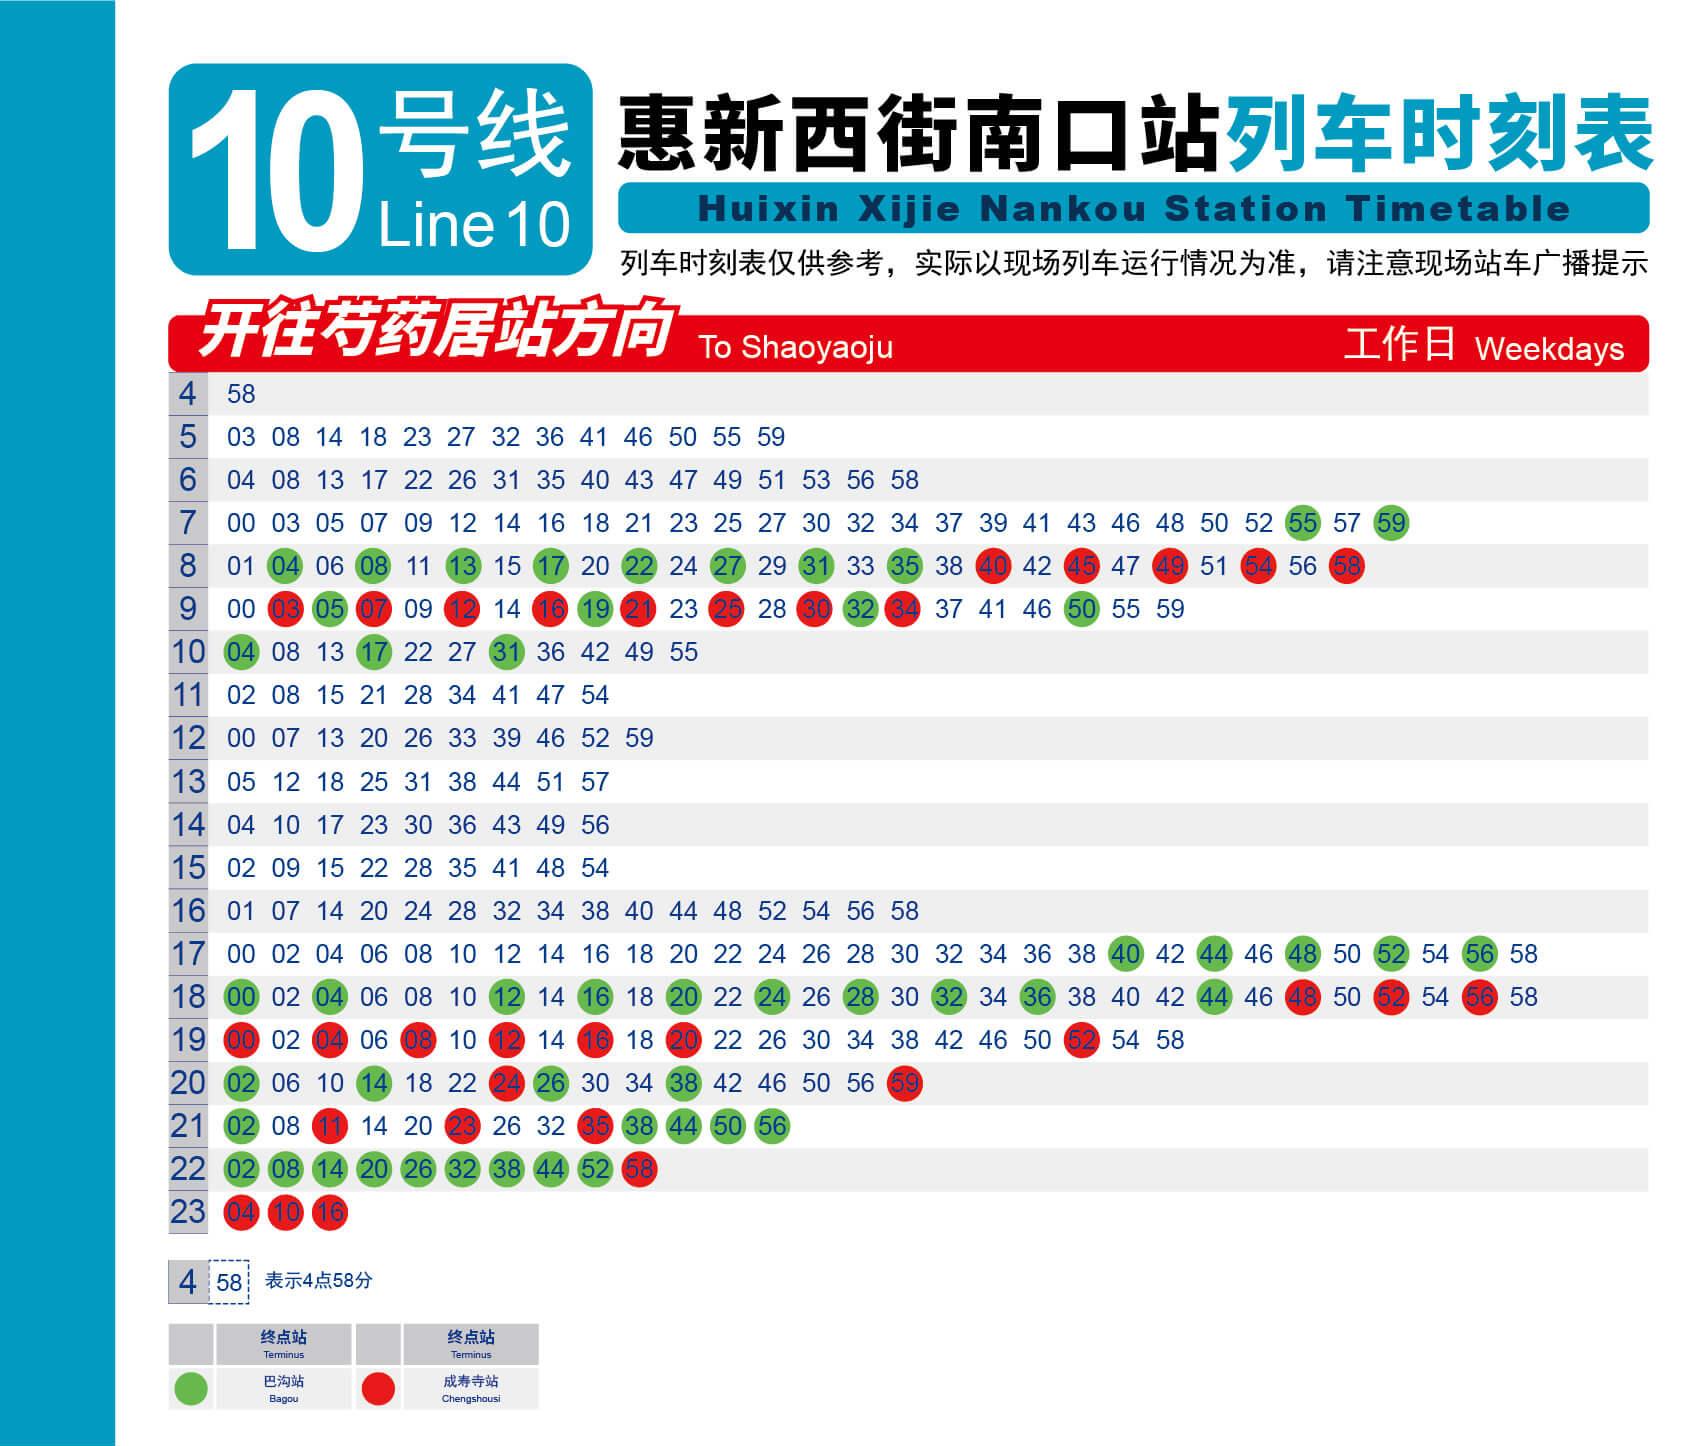 10号线
Line 10
惠新西街南口站列车时刻表
Huixin Xijie Nankou Station Timetable
列车时刻表仅供参考，实际以现场列车运行情况为准，请注意现场站车广播提示
开往芍药居站方向 To Shaoyaoju 工作日 Weekdays
4 58
5 03 08 14 18 23 27 32 36 41 46 50 55 59
6 04 08 13 17 22 26 31 35 40 43 47 49 51 53 56 58
7 00 03 05 07 09 12 14 16 18 21 23 25 27 30 32 34 37 39 41 43 46 48 50 52 55 57 59
8 01 04 06 08 11 13 15 17 20 22 24 27 29 31 33 35 38 40 42 45 47 49 51 54 56 58
9 00 03 05 07 09 12 14 16 19 21 23 25 28 30 32 34 37 41 46 50 55 59
10 04 08 13 17 22 27 31 36 42 49 55
11 02 08 15 21 28 34 41 47 54
12 00 07 13 20 26 33 39 46 52 59
13 05 12 18 25 31 38 44 51 57
14 04 10 17 23 30 36 43 49 56
15 02 09 15 22 28 35 41 48 54
16 01 07 14 20 24 28 32 34 38 40 44 48 52 54 56 58
17 00 02 04 06 08 10 12 14 16 18 20 22 24 26 28 30 32 34 36 38 40 42 44 46 48 50 52 54 56 58
18 00 02 04 06 08 10 12 14 16 18 20 22 24 26 28 30 32 34 36 38 40 42 44 46 48 50 52 54 56 58
19 00 02 04 06 08 10 12 14 16 18 20 22 26 30 34 38 42 46 50 52 54 58
20 02 06 10 14 18 22 24 26 30 34 38 42 46 50 56 59
21 02 08 11 14 20 23 26 32 35 38 44 50 56
22 02 08 14 20 26 32 38 44 52 58
23 04 10 16
4 58 表示4点58分
终点站 终点站
Terminus Terminus
巴沟站 成寿寺站
Bagou Chengshousi